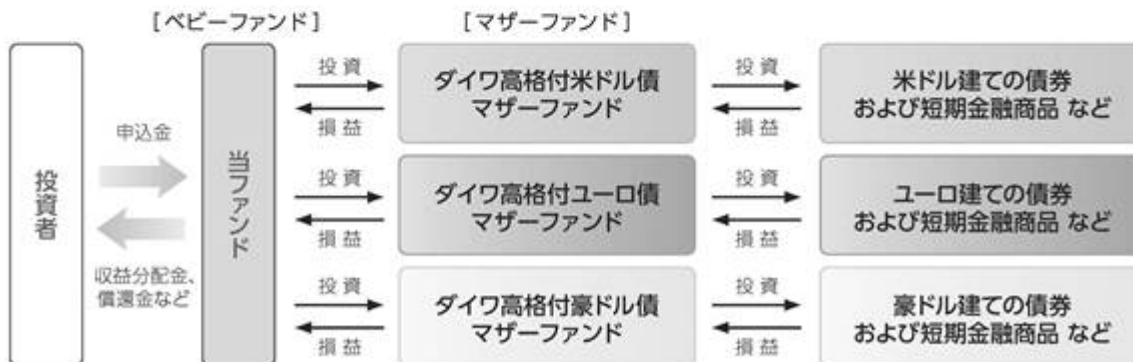 [ベビーファンド]
[マザーファンド]
投資者
申込金
収益分配金、
償還金など
当ファンド
投資
損益
ダイワ高格付米ドル債
マザーファンド
投資
損益
米ドル建ての債券
および短期金融商品 など
投資
損益
ダイワ高格付ユーロ債
マザーファンド
投資
損益
ユーロ建ての債券
および短期金融商品 など
投資
損益
ダイワ高格付豪ドル債
マザーファンド
投資
損益
豪ドル建ての債券
および短期金融商品 など